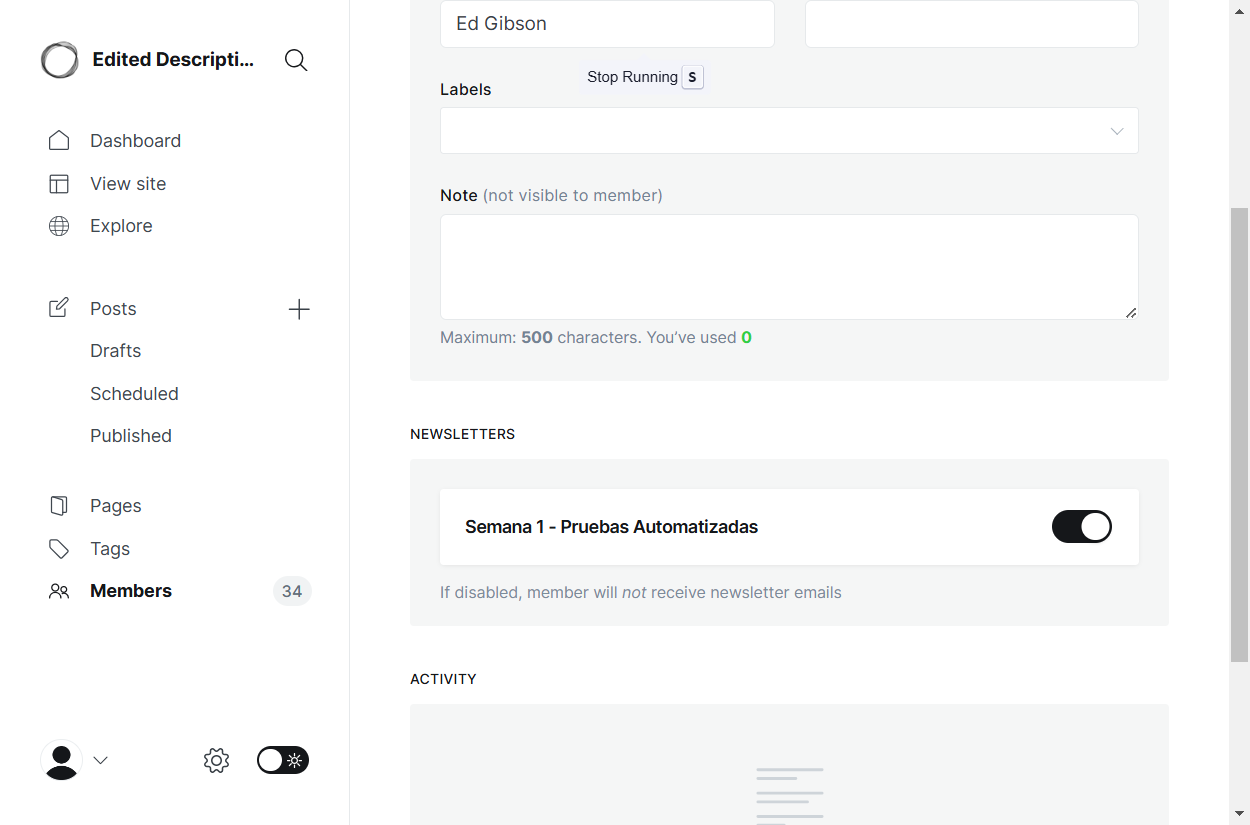 Edited Descripti...
Dashboard
View site
Explore
Posts
Drafts
Scheduled
Published
Pages
Tags
Members
34
Ed Gibson
Stop Running S
Labels
Note (not visible to member)
Maximum: 500 characters. You’ve used 0
NEWSLETTERS
Semana 1 - Pruebas Automatizadas
If disabled, member will not receive newsletter emails
ACTIVITY